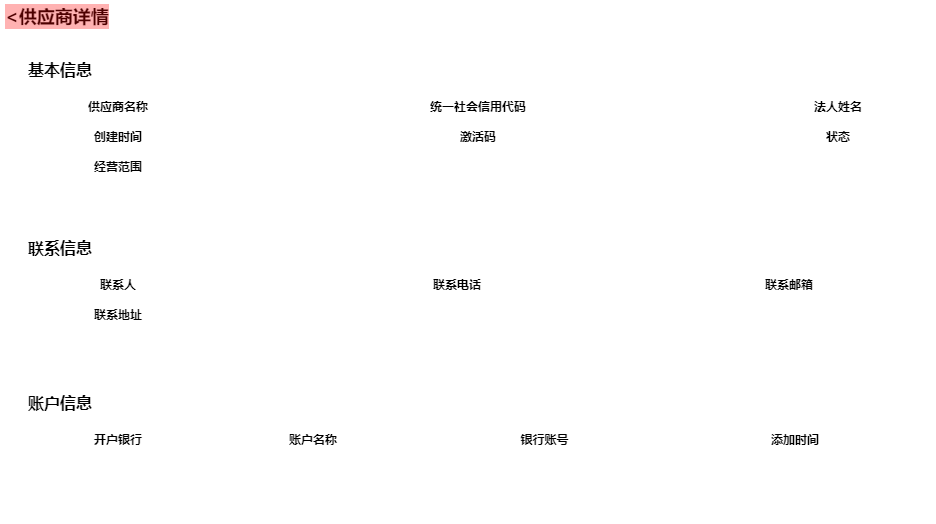 <供应商详情
基本信息
供应商名称 统一社会信用代码 法人姓名
创建时间 激活码 状态
经营范围
联系信息
联系人 联系电话 联系邮箱
联系地址
账户信息
开户银行 账户名称 银行账号 添加时间